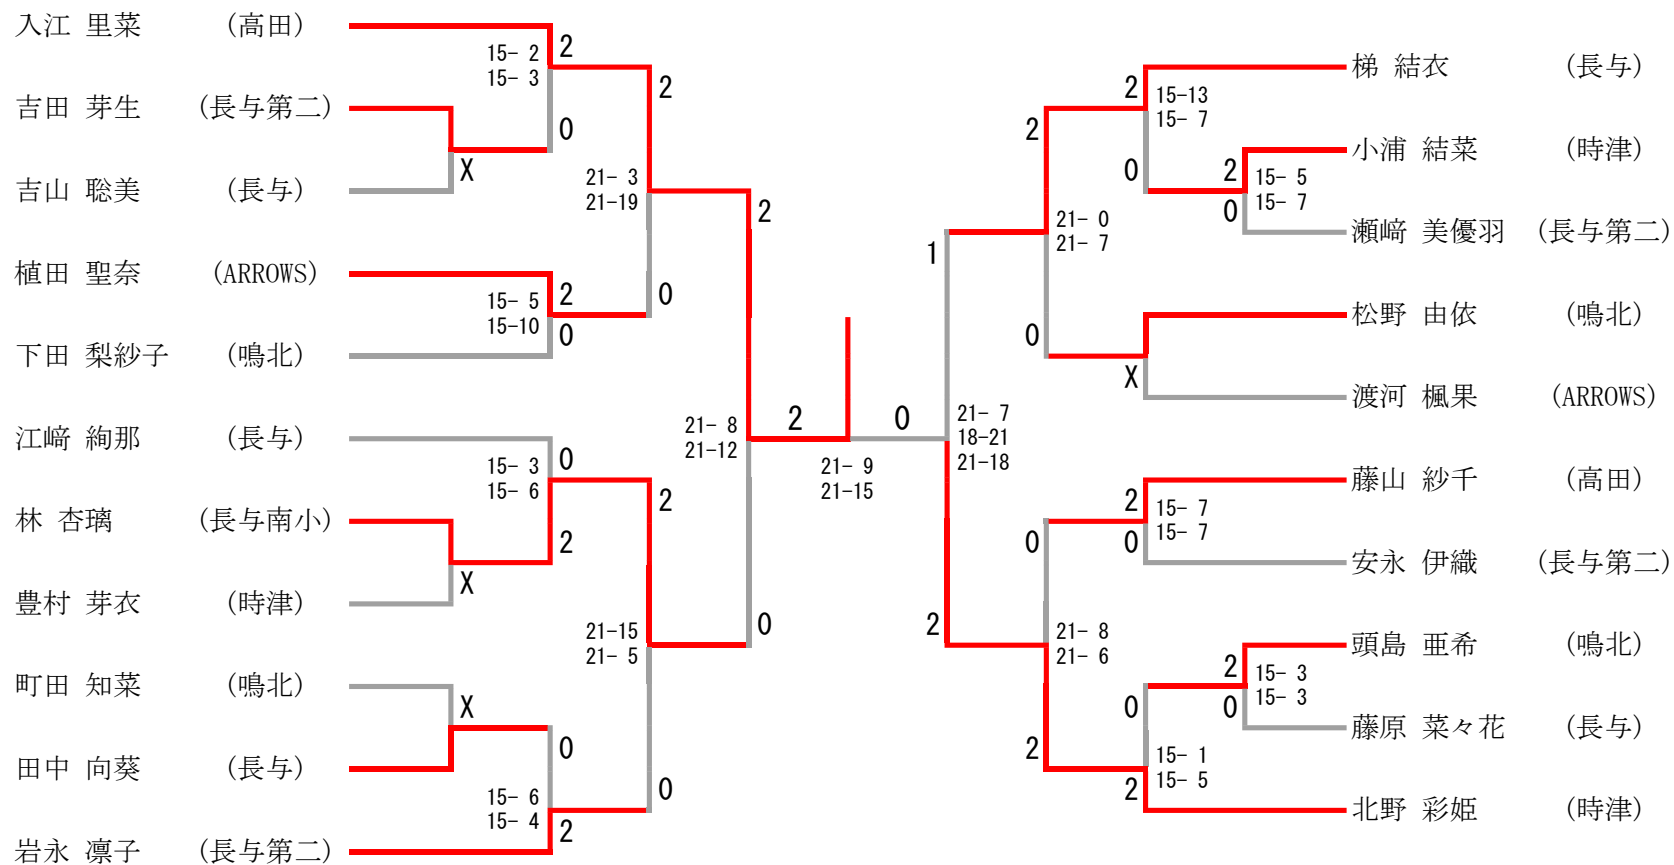 入江 里菜 (高田)
吉田 芽生 (長与第二)
吉山 聡美 (長与)
植田 聖奈 (ARROWS)
下田 梨紗子 (鳴北)
江﨑 絢那 (長与)
林 杏璃 (長与南小)
豊村 芽衣 (時津)
町田 知菜 (鳴北)
田中 向葵 (長与)
岩永 凛子 (長与第二)
15- 2
15- 3
2
0
X
15- 5
15-10
2
0
15- 3
15- 6
0
2
X
X
15- 6
15- 4
0
2
21- 3
21-19
2
0
21-15
21- 5
2
0
21- 8
21-12
2
0
2
0
21- 9
21-15
1
2
21- 7
18-21
21-18
2
0
21- 0
21- 7
0
2
21- 8
21- 6
2
0
15-13
15- 7
2
0
15- 5
15- 7
X
2
0
15- 7
15- 7
2
0
15- 3
15- 3
0
2
15- 1
15- 5
梯 結衣 (長与)
小浦 結菜 (時津)
瀬﨑 美優羽 (長与第二)
松野 由依 (鳴北)
渡河 楓果 (ARROWS)
藤山 紗千 (高田)
安永 伊織 (長与第二)
頭島 亜希 (鳴北)
藤原 菜々花 (長与)
北野 彩姫 (時津)